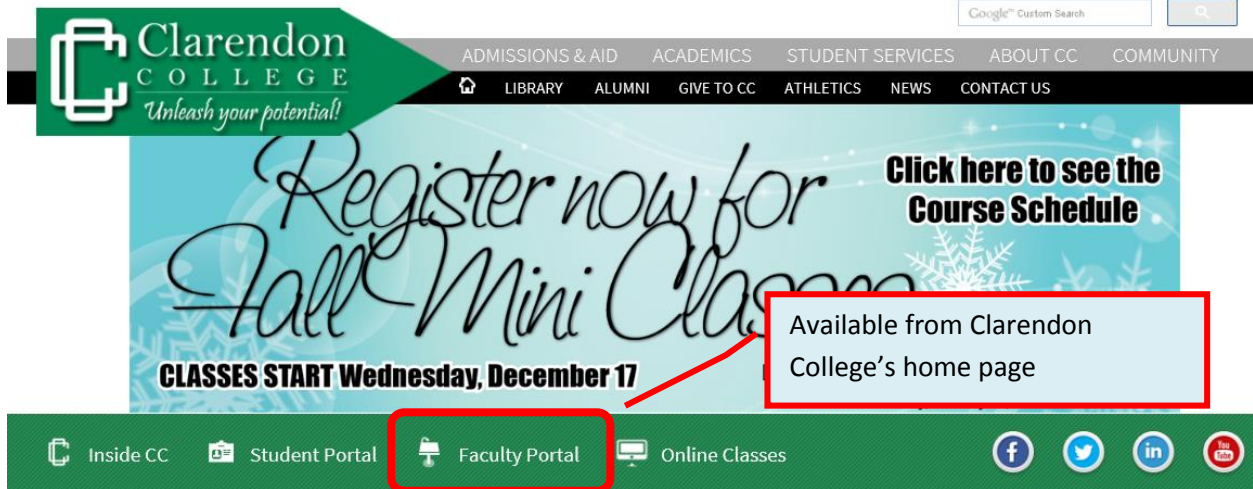 Google™ Custom Search
Clarendon
COLLEGE
Unleash your potential!
ADMISSIONS & AID ACADEMICS STUDENT SERVICES ABOUT CC COMMUNITY
LIBRARY ALUMNI GIVE TO CC ATHLETICS NEWS CONTACT US
Register now for
Fall Mini
Click here to see the
Course Schedule
Available from Clarendon
College’s home page
CLASSES START Wednesday, December 17
Inside CC Student Portal Faculty Portal Online Classes
You
Tube